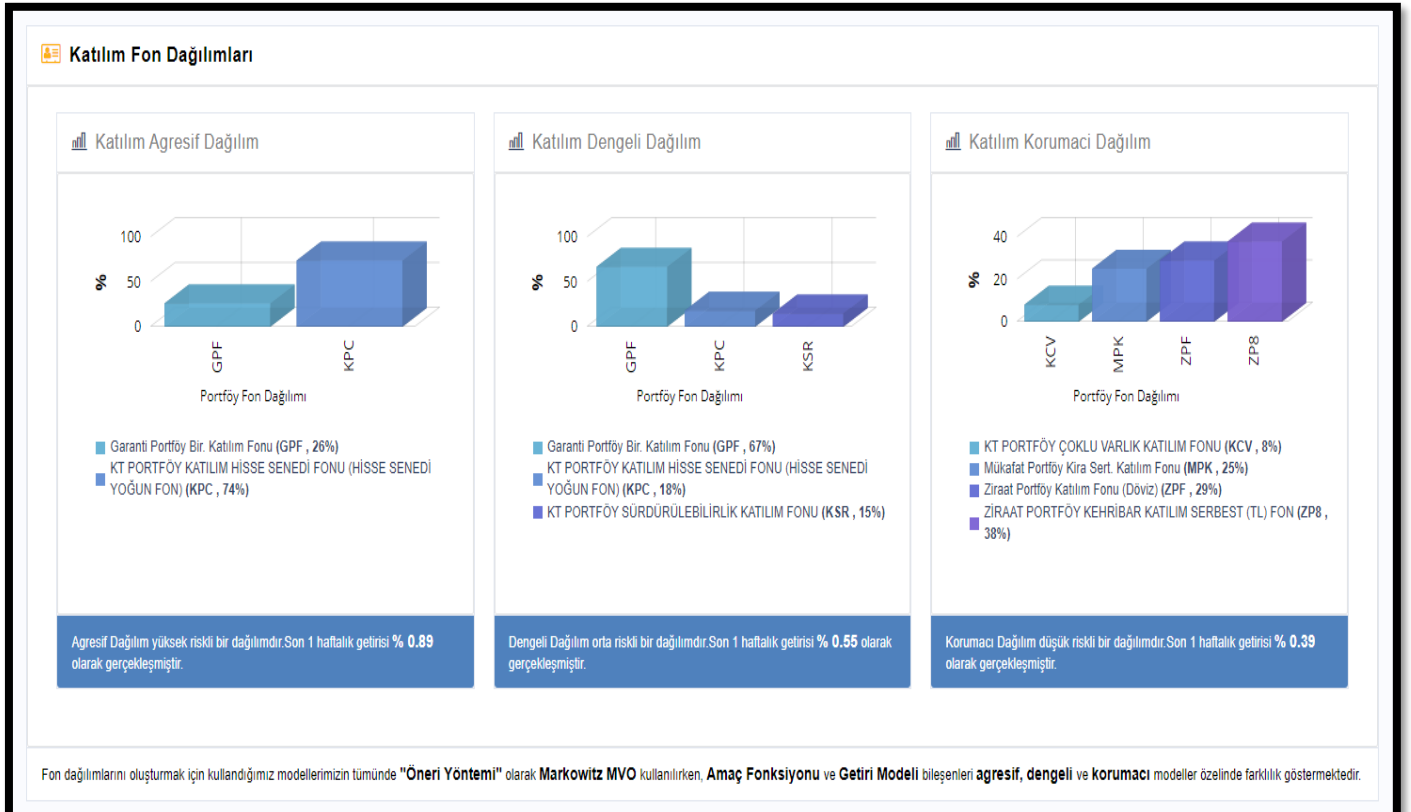 Katılım Fon Dağılımları
Katılım Agresif Dağılım
100
50
0
%
GPF
KPC
Portföy Fon Dağılımı
Garanti Portföy Bir. Katılım Fonu (GPF , 26%)
KT PORTFÖY KATILIM HİSSE SENEDİ FONU (HİSSE SENEDİ
YOĞUN FON) (KPC , 74%)
Agresif Dağılım yüksek riskli bir dağılımdır.Son 1 haftalık getirisi % 0.89
olarak gerçekleşmiştir.
Katılım Dengeli Dağılım
100
50
0
%
GPF
KPC
KSR
Portföy Fon Dağılımı
Garanti Portföy Bir. Katılım Fonu (GPF , 67%)
KT PORTFÖY KATILIM HİSSE SENEDİ FONU (HİSSE SENEDİ
YOĞUN FON) (KPC , 18%)
KT PORTFÖY SÜRDÜRÜLEBİLİRLİK KATILIM FONU (KSR , 15%)
Dengeli Dağılım orta riskli bir dağılımdır.Son 1 haftalık getirisi % 0.55 olarak
gerçekleşmiştir.
Katılım Korumaci Dağılım
40
20
0
%
KCV
MPK
ZPF
ZP8
Portföy Fon Dağılımı
KT PORTFÖY ÇOKLU VARLIK KATILIM FONU (KCV , 8%)
Mükafat Portföy Kira Sert. Katılım Fonu (MPK , 25%)
Ziraat Portföy Katılım Fonu (Döviz) (ZPF , 29%)
ZİRAAT PORTFÖY KEHRİBAR KATILIM SERBEST (TL) FON (ZP8 ,
38%)
Korumacı Dağılım düşük riskli bir dağılımdır.Son 1 haftalık getirisi % 0.39
olarak gerçekleşmiştir.
Fon dağılımlarını oluşturmak için kullandığımız modellerimizin tümünde "Öneri Yöntemi" olarak Markowitz MVO kullanılırken, Amaç Fonksiyonu ve Getiri Modeli bileşenleri agresif, dengeli ve korumacı modeller özelinde farklılık göstermektedir.